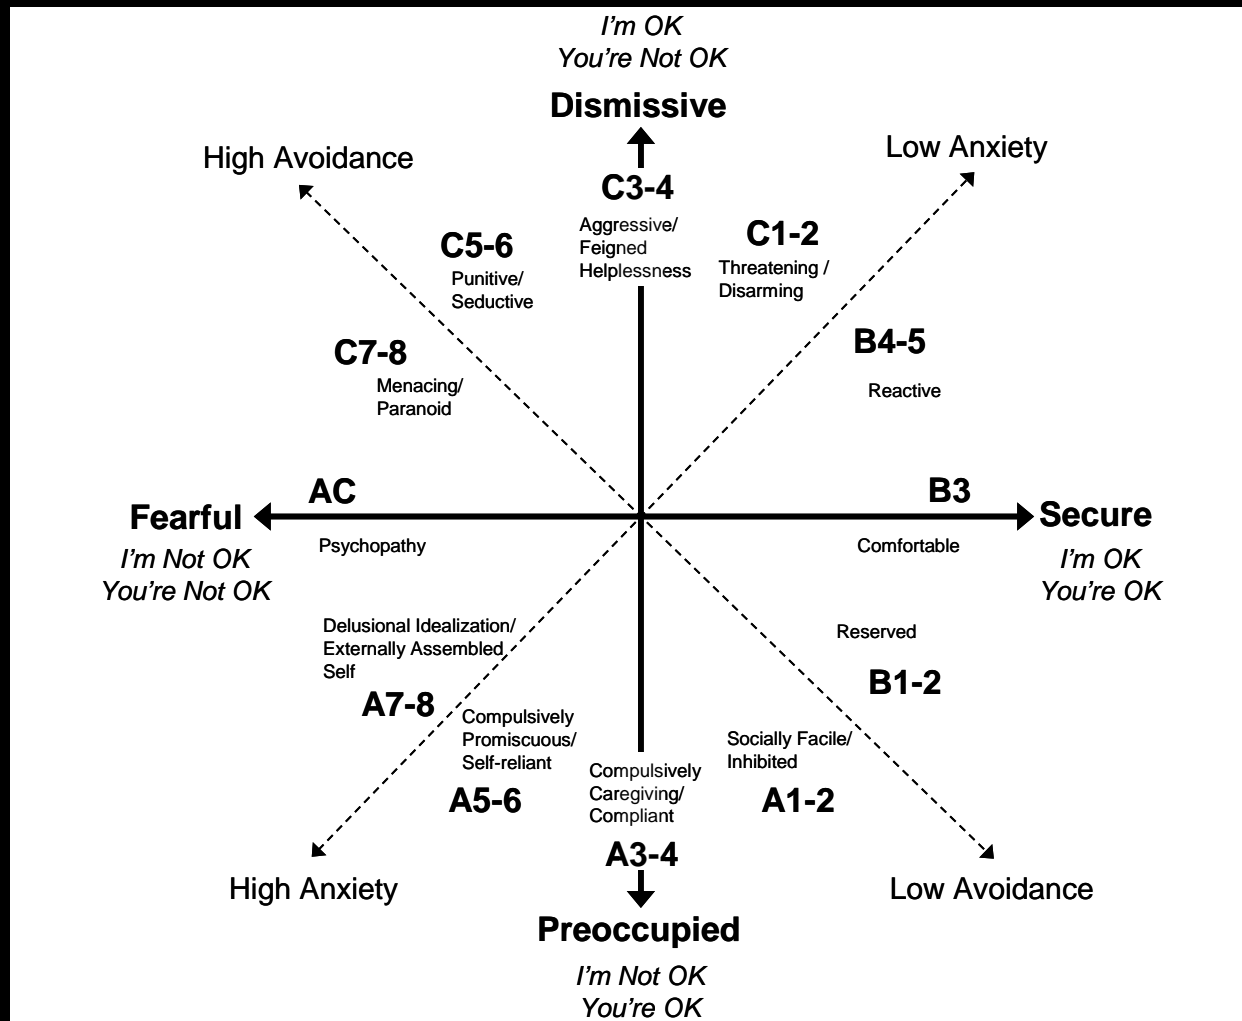 I'm OK
You're Not OK
Dismissive
High Avoidance
Low Anxiety
C3-4
Aggressive/
Feigned
Helplessness
C5-6
Punitive/
Seductive
C1-2
Threatening /
Disarming
C7-8
Menacing/
Paranoid
B4-5
Reactive
AC
B3
Fearful
Secure
Psychopathy
Comfortable
I'm Not OK
You're Not OK
I'm OK
You're OK
Delusional Idealization/
Externally Assembled
Self
A7-8
Reserved
B1-2
Compulsively
Promiscuous/
Self-reliant
A5-6
Compulsively
Caregiving/
Compliant
A3-4
Socially Facile/
Inhibited
A1-2
High Anxiety
Low Avoidance
Preoccupied
I'm Not OK
You're OK